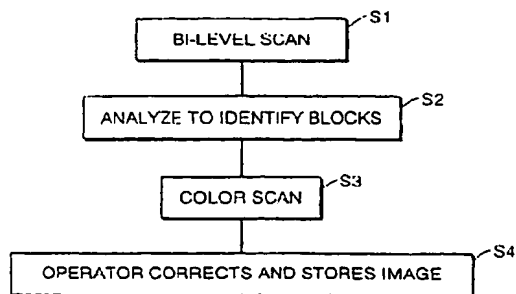 S1
BI-LEVEL SCAN
S2
ANALYZE TO IDENTIFY BLOCKS
S3
COLOR SCAN
S4
OPERATOR CORRECTS AND STORES IMAGE